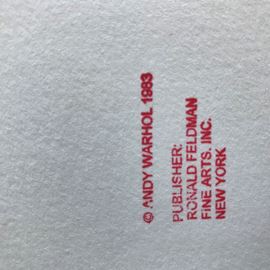 © ANDY WARHOL 1983
PUBLISHER:
RONALD FELDMAN
FINE ARTS. INC.
NEW YORK